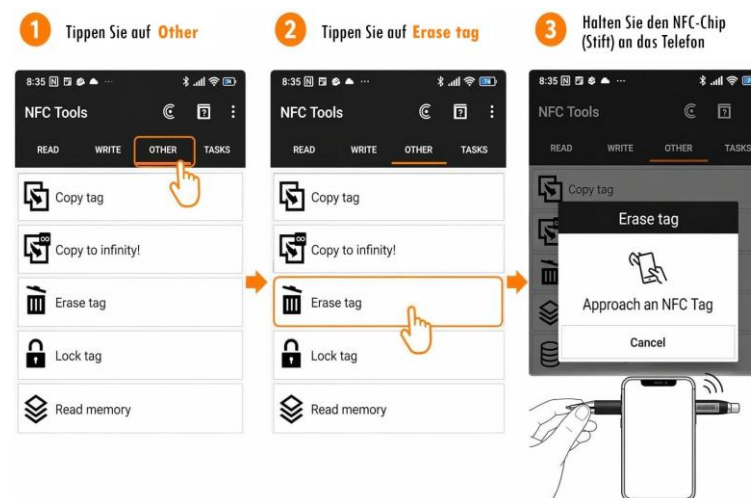 1 Tippen Sie auf Other
8:35
NFC Tools
READ WRITE OTHER TASKS
Copy tag
Copy to infinity!
Erase tag
Lock tag
Read memory
2 Tippen Sie auf Erase tag
8:35
NFC Tools
READ WRITE OTHER TASKS
Copy tag
Copy to infinity!
Erase tag
Lock tag
Read memory
3 Halten Sie den NFC-Chip
(Stift) an das Telefon
8:35
NFC Tools
READ WRITE OTHER TASKS
Copy tag
Erase tag
Approach an NFC Tag
Cancel